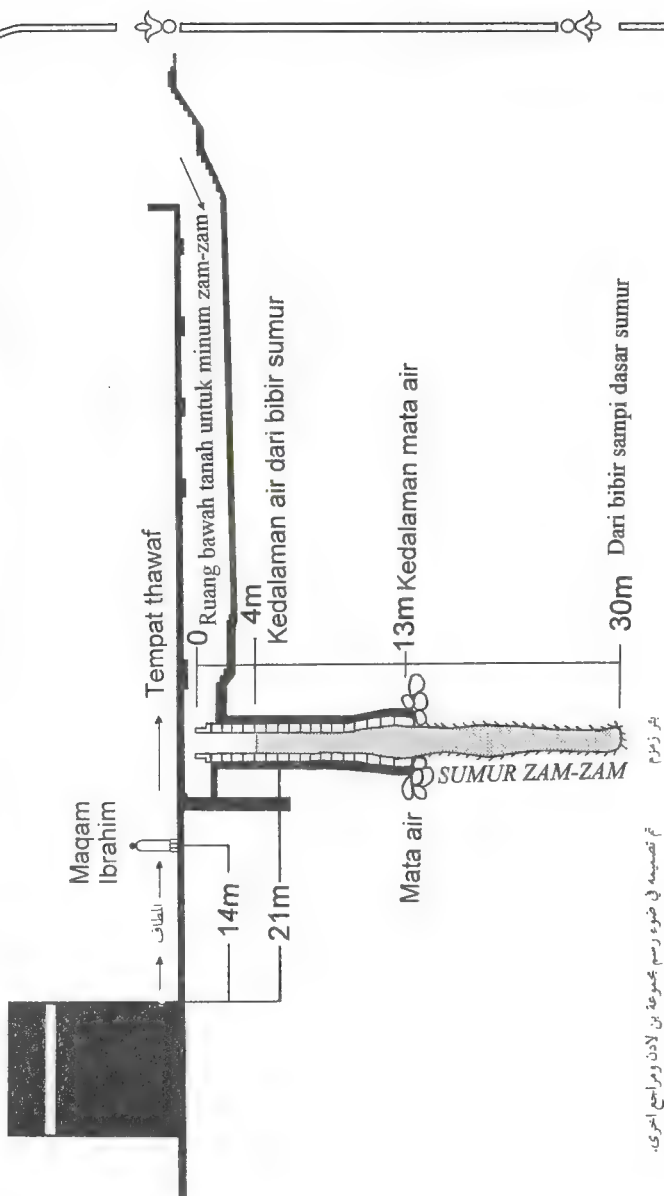 Maqam
Ibrahim
المطاف
Tempat thawaf
14m
21m
0
Ruang bawah tanah untuk minum zam-zam
4m
Kedalaman air dari bibir sumur
Mata air
13m Kedalaman mata air
SUMUR ZAM-ZAM
30m Dari bibir sampi dasar sumur
بئر زمزم
تم تصميمه في ضوء رسم مجموعة بن لادن ومراجع اخرى.